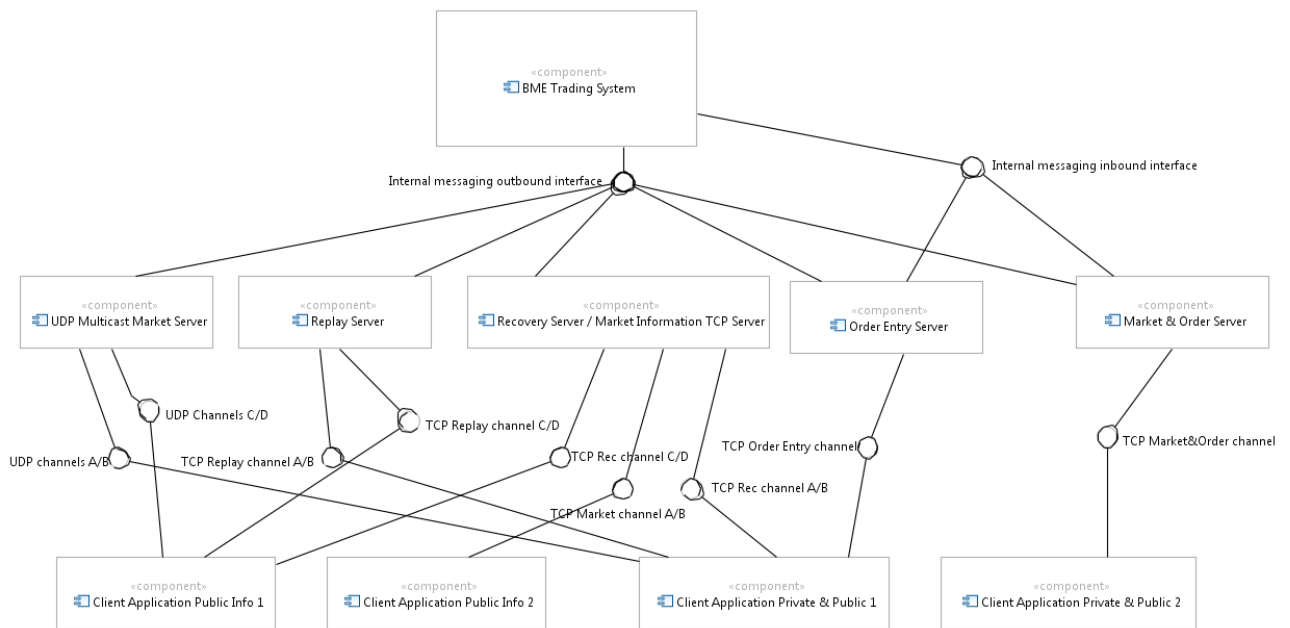 «component»
BME Trading System
Internal messaging outbound interface
Internal messaging inbound interface
«component»
UDP Multicast Market Server
«component»
Replay Server
«component»
Recovery Server / Market Information TCP Server
«component»
Order Entry Server
«component»
Market & Order Server
UDP Channels C/D
TCP Replay channel C/D
UDP channels A/B
TCP Replay channel A/B
TCP Rec channel C/D
TCP Order Entry channel
TCP Market&Order channel
TCP Rec channel A/B
TCP Market channel A/B
«component»
Client Application Public Info 1
«component»
Client Application Public Info 2
«component»
Client Application Private & Public 1
«component»
Client Application Private & Public 2